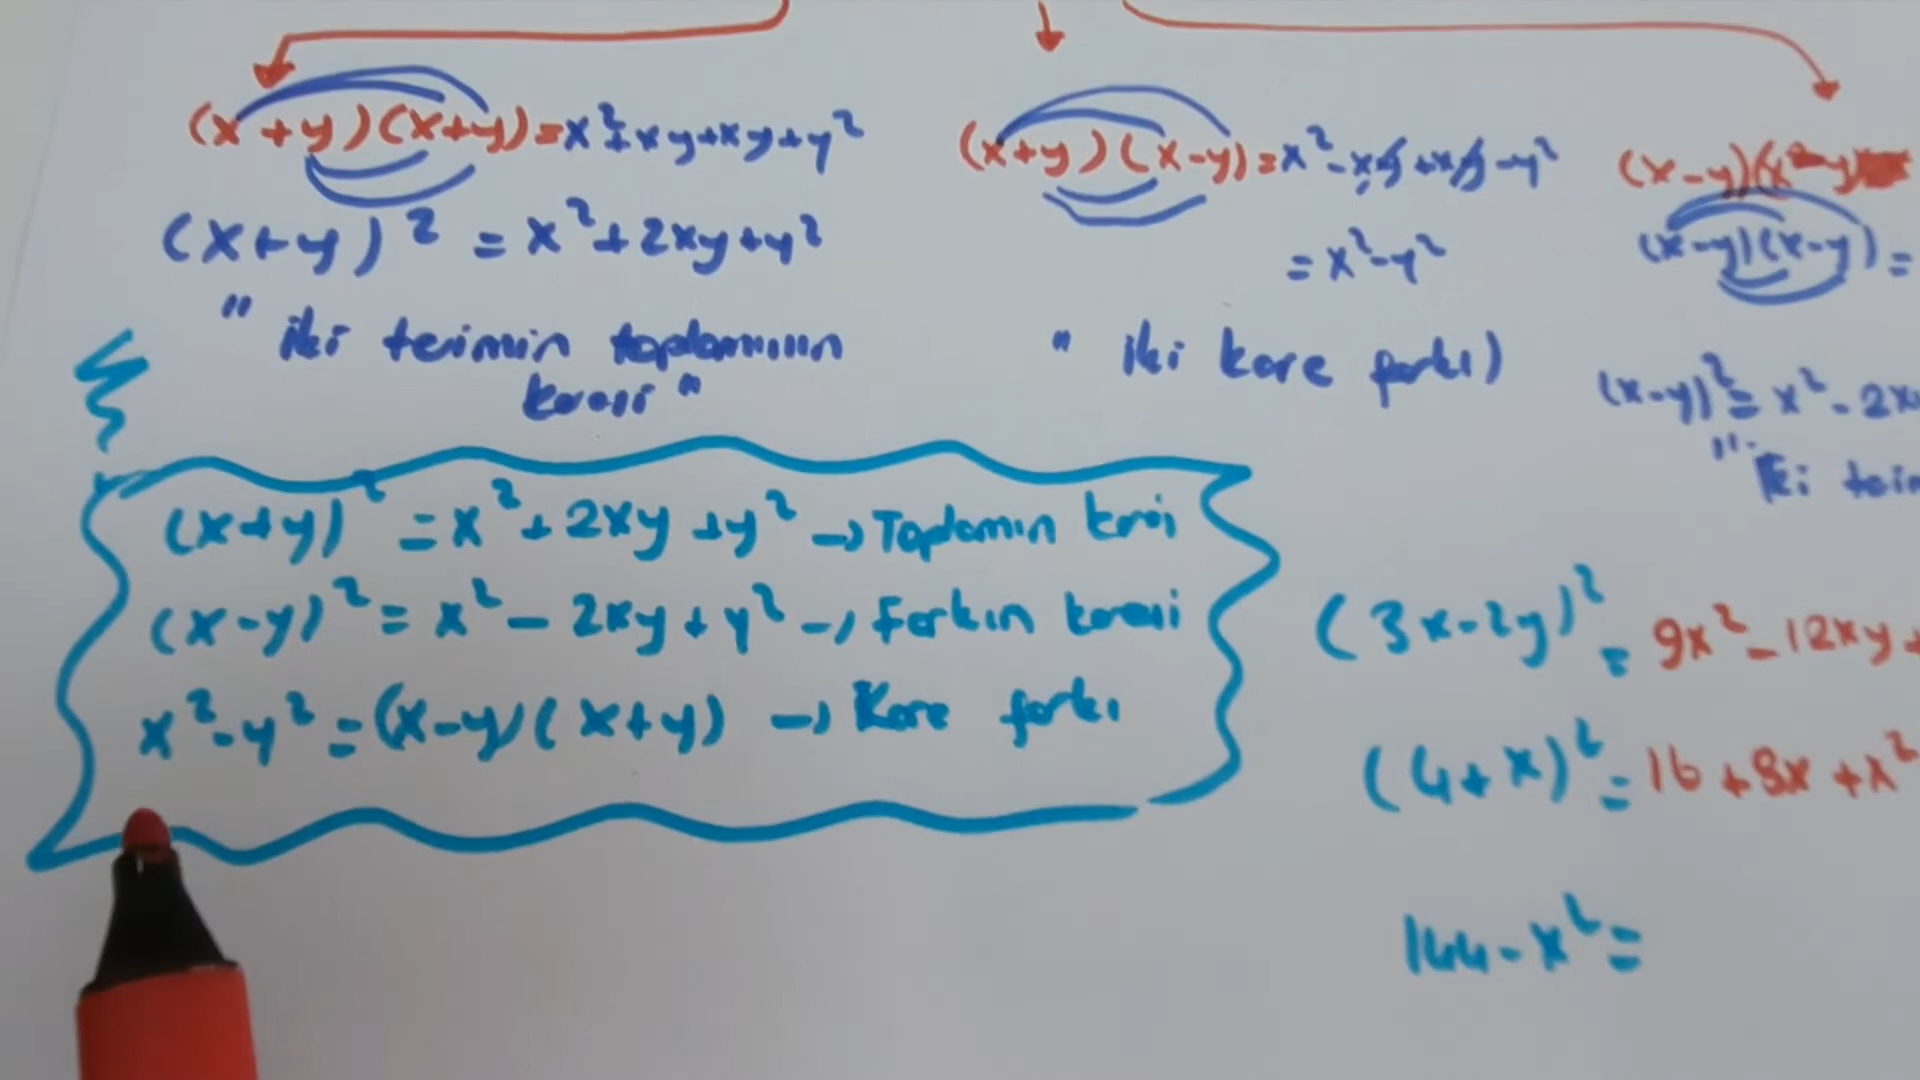 (x+y)(x+y)=x²+xy+xy+y²
(x+y)² = x²+2xy+y²
" iki terimin toplamının
karesi "
(x+y)(x-y)=x²-xy+xy-y²
= x²-y²
" iki kare farkı)
(x-y)(
(x-y)(x-y) =
(x-y)² = x² - 2x
" İki
(x+y)² = x² + 2xy + y² → Toplamın
(x-y)² = x² - 2xy + y² → Farkın karesi
x² - y² = (x-y)(x+y) → Kare farkı
(3x-2y)² = 9x² - 12xy +
(4+x)² = 16 + 8x + x²
144 - x² =